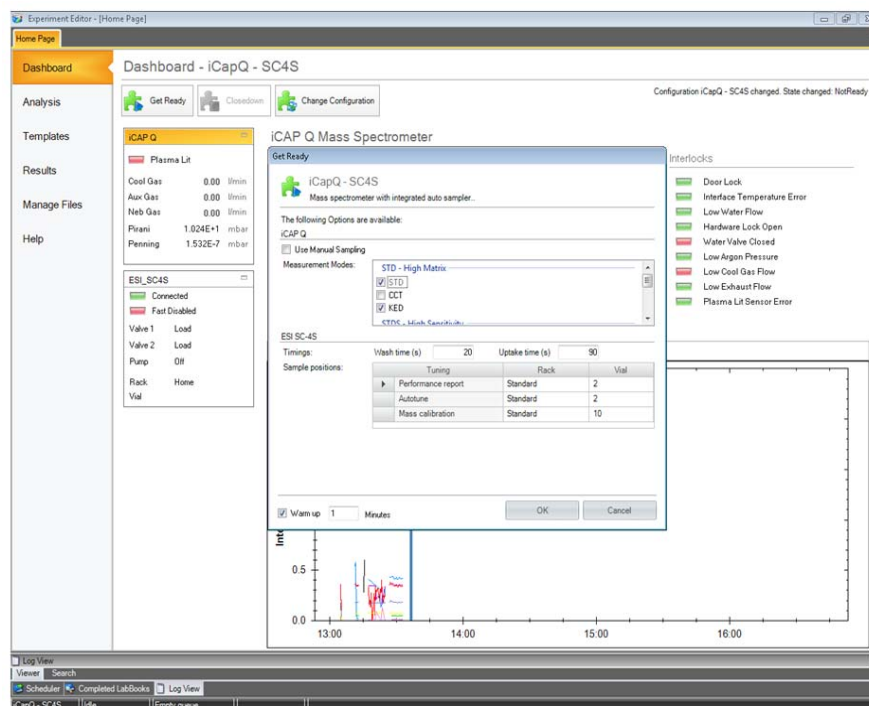 Experiment Editor - [Home Page]
Home Page
Dashboard
Analysis
Templates
Results
Manage Files
Help
Dashboard - iCapQ - SC4S
Get Ready
Closedown
Change Configuration
Configuration iCapQ - SC4S changed. State changed: NotReady
iCAP Q
Plasma Lit
Cool Gas 0.00 l/min
Aux Gas 0.00 l/min
Neb Gas 0.00 l/min
Pirani 1.024E+1 mbar
Penning 1.532E-7 mbar
ESI_SC4S
Connected
Fast Disabled
Valve 1 Load
Valve 2 Load
Pump Off
Rack Home
Vial
iCAP Q Mass Spectrometer
Get Ready
iCapQ - SC4S
Mass spectrometer with integrated auto sampler..
The following Options are available:
iCAP Q
Use Manual Sampling
Measurement Modes:
STD - High Matrix
STD
CCT
KED
STDS - High Sensitivity
ESI SC-4S
Timings: Wash time (s) 20 Uptake time (s) 90
Sample positions:
Tuning Rack Vial
Performance report Standard 2
Autotune Standard 2
Mass calibration Standard 10
Warm up 1 Minutes
OK
Cancel
Interlocks
Door Lock
Interface Temperature Error
Low Water Flow
Hardware Lock Open
Water Valve Closed
Low Argon Pressure
Low Cool Gas Flow
Low Exhaust Flow
Plasma Lit Sensor Error
0.5
0.0
13:00 14:00 15:00 16:00
Log View
Viewer Search
Scheduler Completed LabBooks Log View
iCapQ - SC4S Idle Empty queue